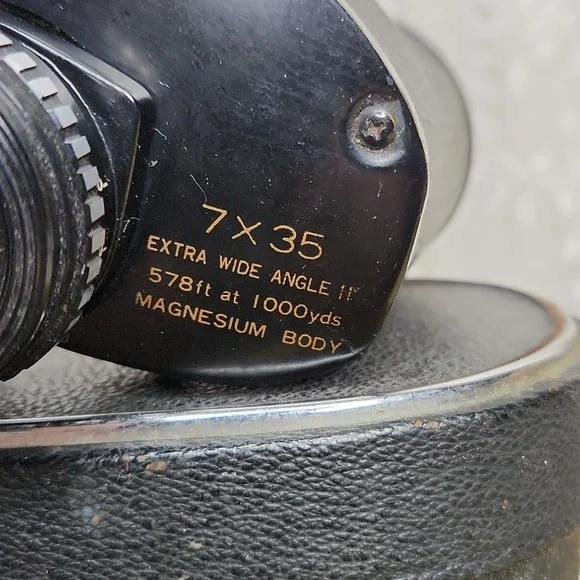 7 x 35
EXTRA WIDE ANGLE 11°
578ft at 1000yds
MAGNESIUM BODY